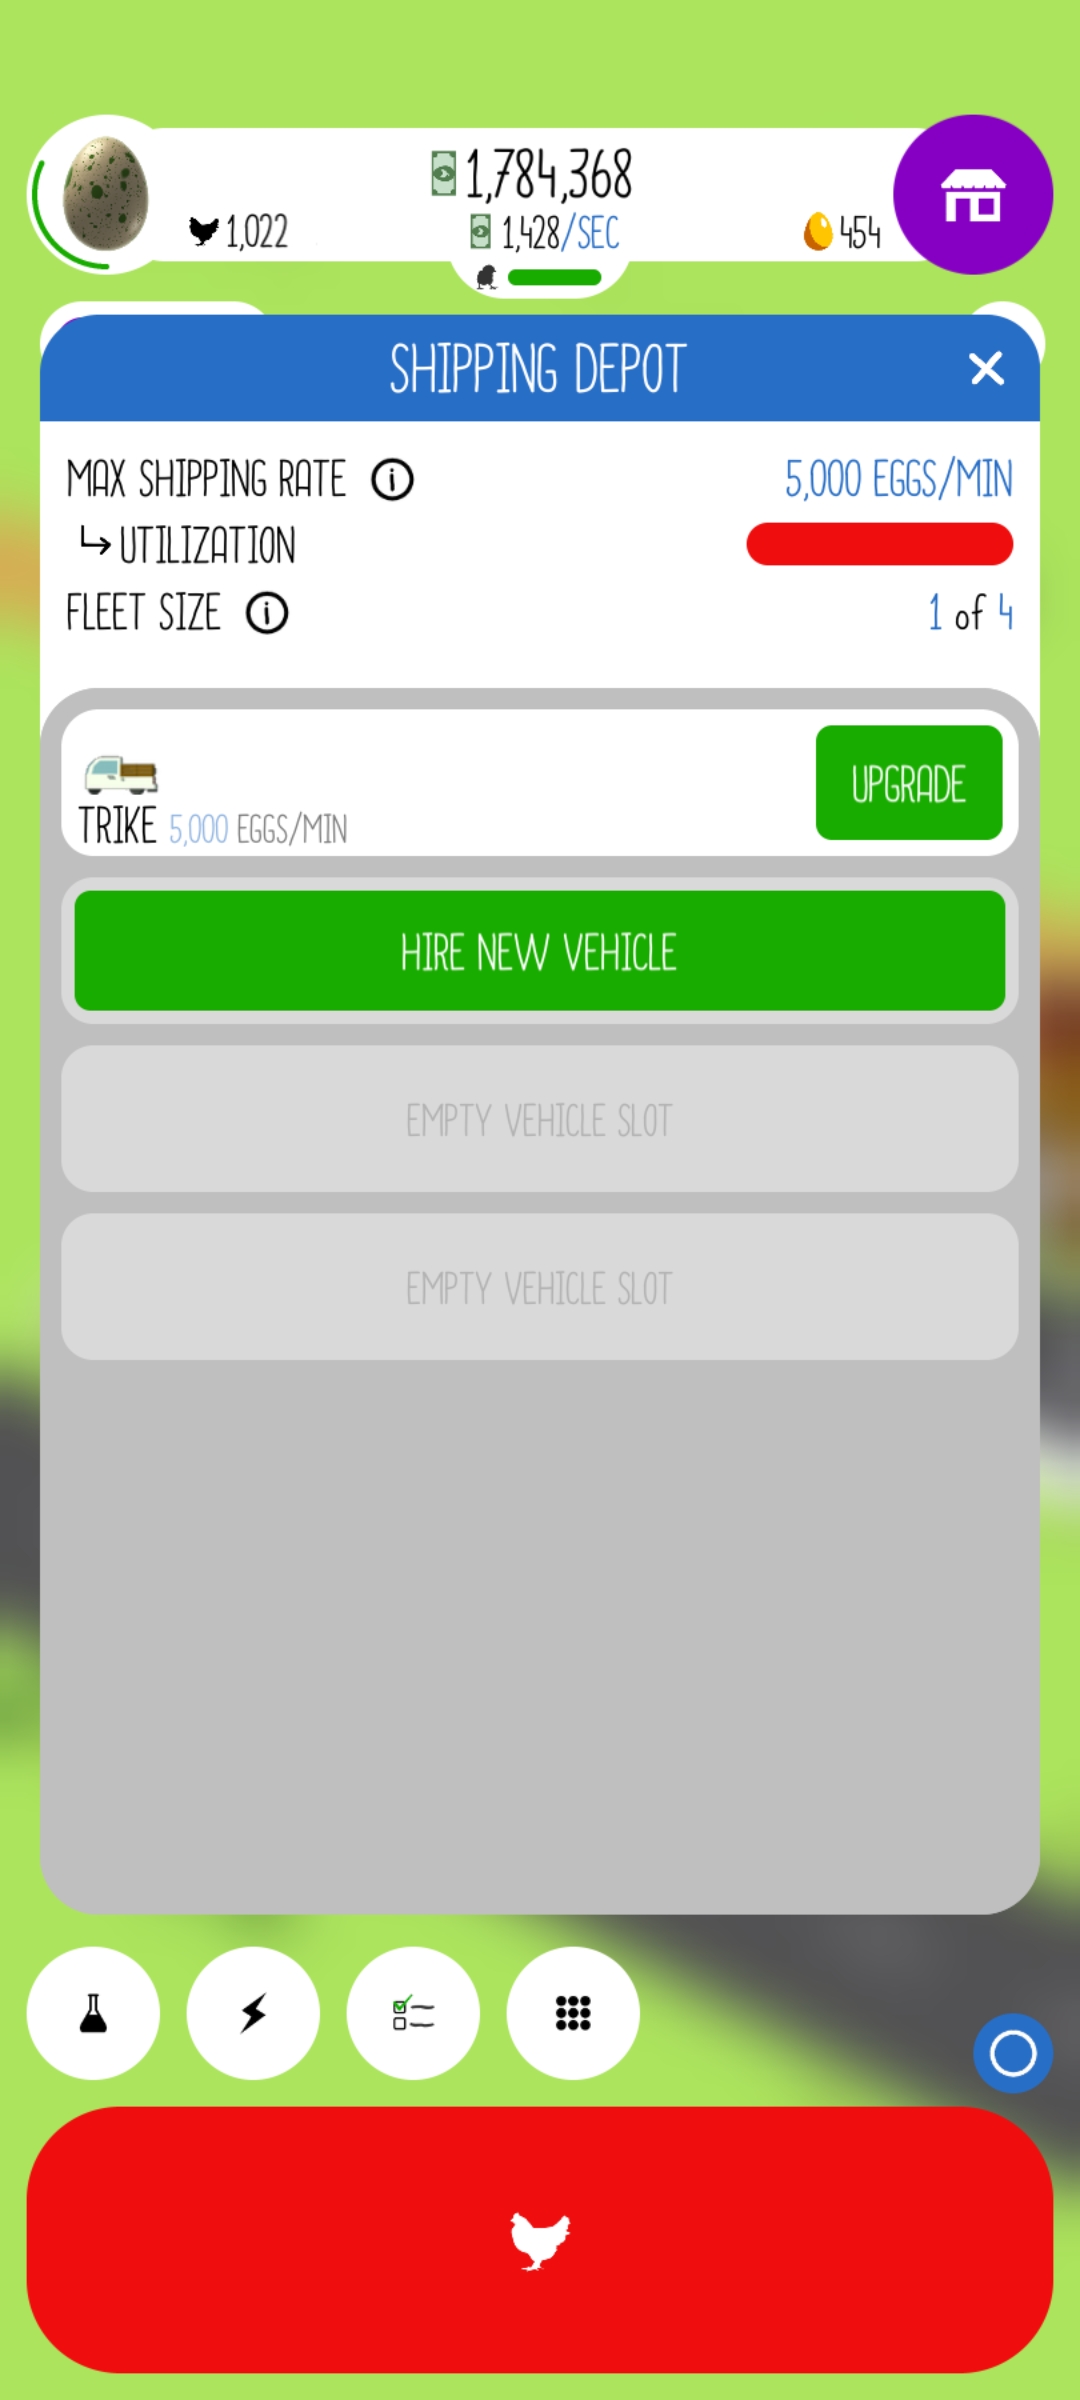 1,784,368
1,022
1,428/SEC
454
SHIPPING DEPOT
MAX SHIPPING RATE
5,000 EGGS/MIN
UTILIZATION
FLEET SIZE
1 of 4
UPGRADE
TRIKE 5,000 EGGS/MIN
HIRE NEW VEHICLE
EMPTY VEHICLE SLOT
EMPTY VEHICLE SLOT